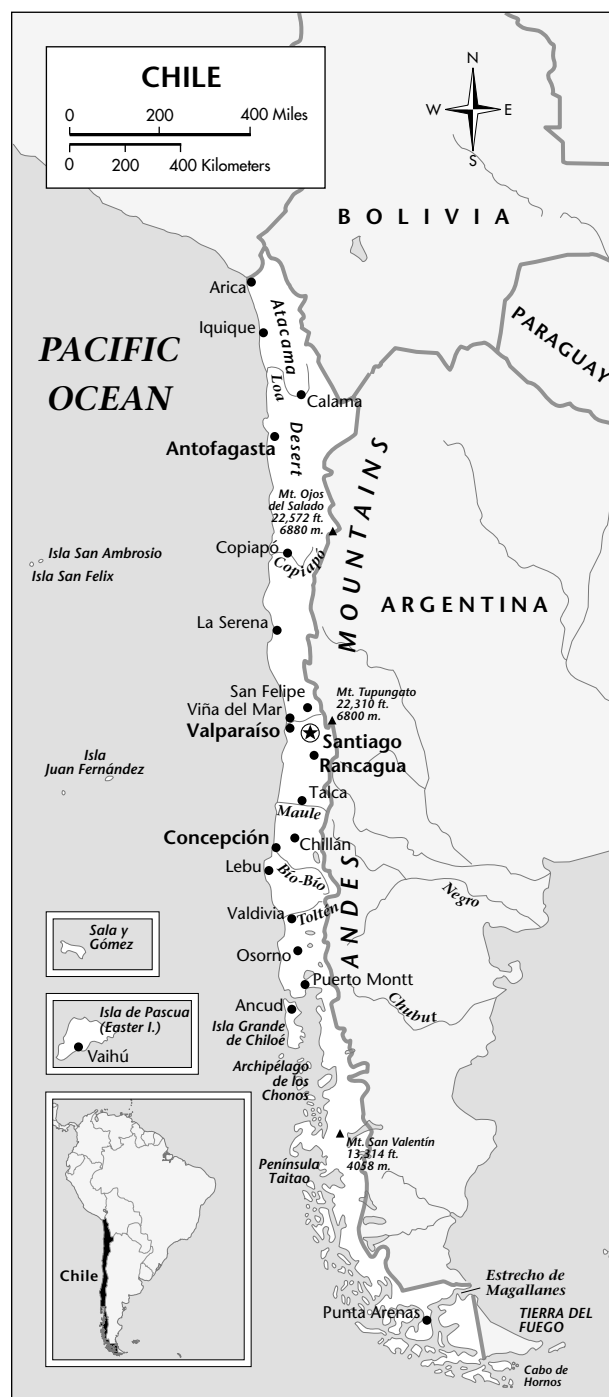 CHILE
0 200 400 Miles
0 200 400 Kilometers
N
W E
S
BOLIVIA
PARAGUAY
Arica
Iquique
Atacama
Desert
PACIFIC
OCEAN
Loa
Calama
Antofagasta
Mt. Ojos
del Salado
22,572 ft.
6880 m.
Copiapó
Copiapó
Isla San Ambrosio
Isla San Felix
ANDES MOUNTAINS
ARGENTINA
La Serena
San Felipe
Viña del Mar
Valparaíso
Mt. Tupungato
22,310 ft.
6800 m.
Santiago
Rancagua
Isla
Juan Fernández
Talca
Maule
Concepción
Chillán
Lebu
Bío-Bío
Negro
Valdivia
Toltén
Sala y
Gómez
Osorno
Puerto Montt
Ancud
Chubut
Isla Grande
de Chiloé
Isla de Pascua
(Easter I.)
Vaihú
Archipélago
de los
Chonos
Mt. San Valentín
13,314 ft.
4058 m.
Península
Taitao
Chile
Estrecho de
Magallanes
Punta Arenas
TIERRA DEL
FUEGO
Cabo de
Hornos